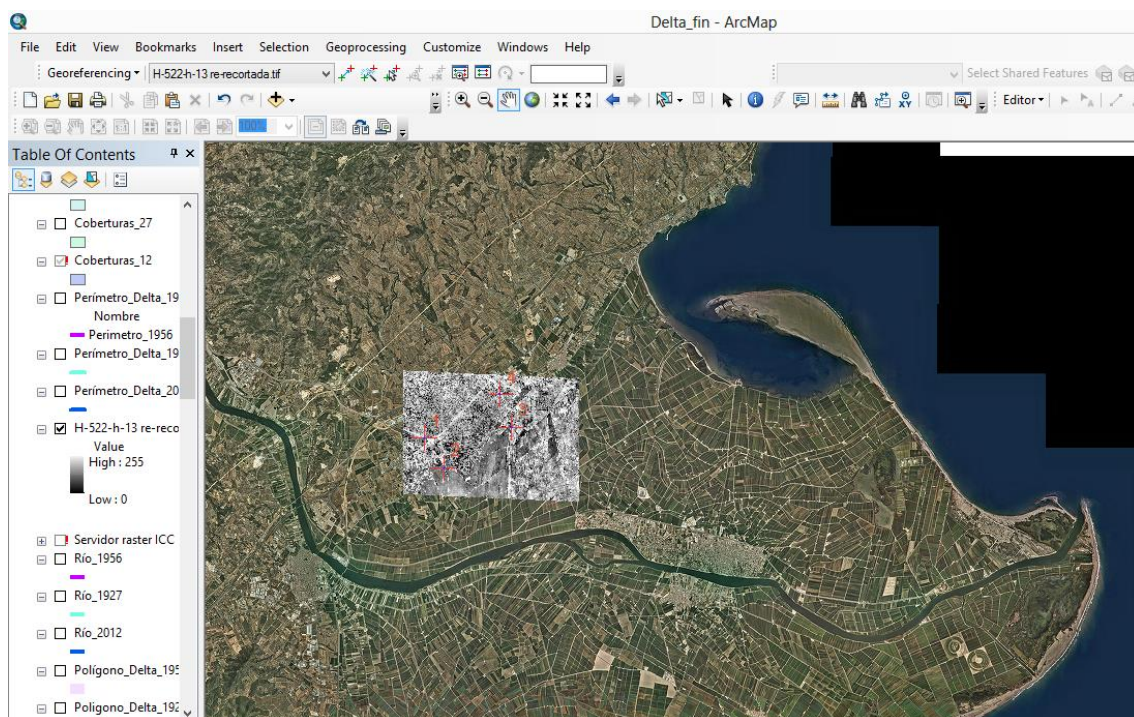 Delta_fin - ArcMap
File Edit View Bookmarks Insert Selection Geoprocessing Customize Windows Help
Georeferencing H-522-h-13 re-recortada.tif Select Shared Features
Editor
100%
Table Of Contents
Coberturas_27
Coberturas_12
Perímetro_Delta_19
Nombre
Perimetro_1956
Perímetro_Delta_19
Perímetro_Delta_20
H-522-h-13 re-reco
Value
High : 255
Low : 0
Servidor raster ICC
Río_1956
Río_1927
Río_2012
Polígono_Delta_195
Poligono_Delta_192